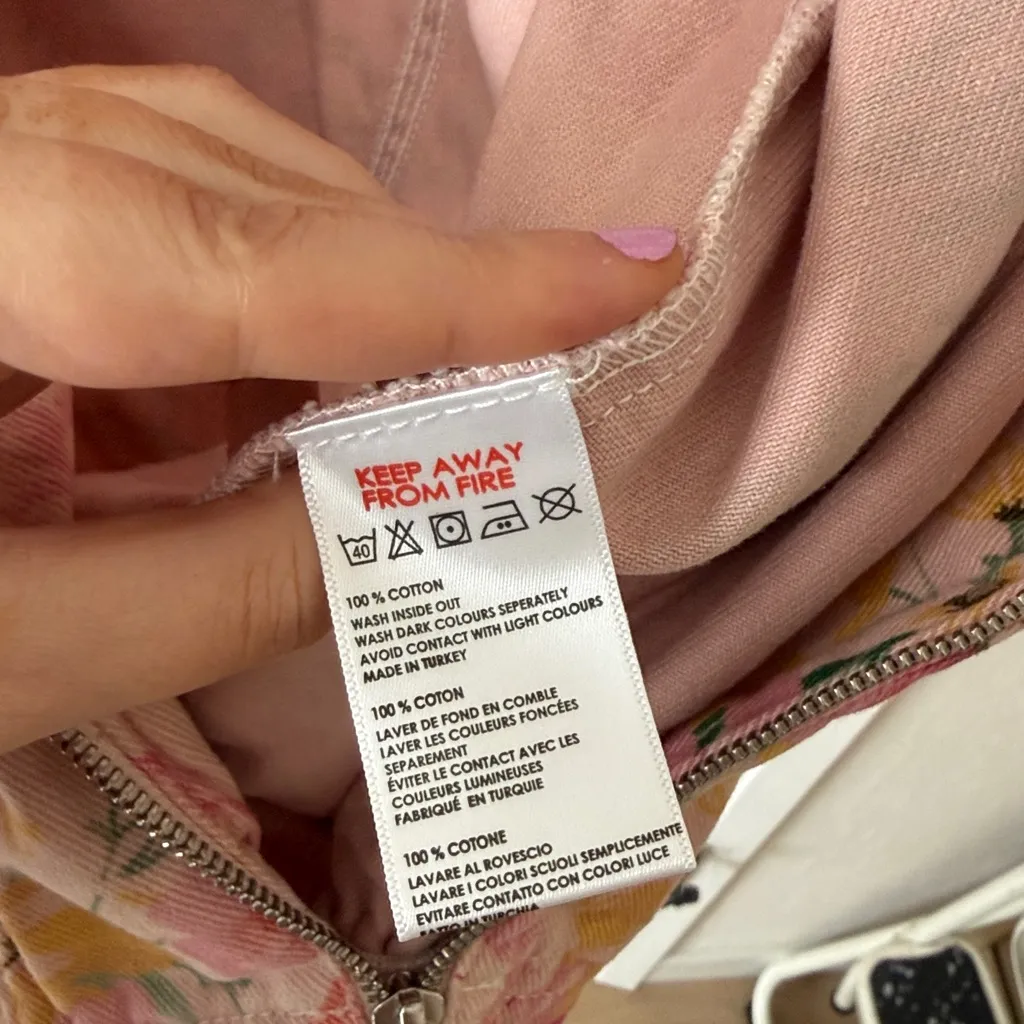 KEEP AWAY
FROM FIRE
40
100 % COTTON
WASH INSIDE OUT
WASH DARK COLOURS SEPERATELY
AVOID CONTACT WITH LIGHT COLOURS
MADE IN TURKEY
100 % COTON
LAVER DE FOND EN COMBLE
LAVER LES COULEURS FONCÉES
SEPAREMENT
ÉVITER LE CONTACT AVEC LES
COULEURS LUMINEUSES
FABRIQUÉ EN TURQUIE
100 % COTONE
LAVARE AL ROVESCIO
LAVARE I COLORI SCUOLI SEMPLICEMENTE
EVITARE CONTATTO CON COLORI LUCE
FATTO IN TURCHIA